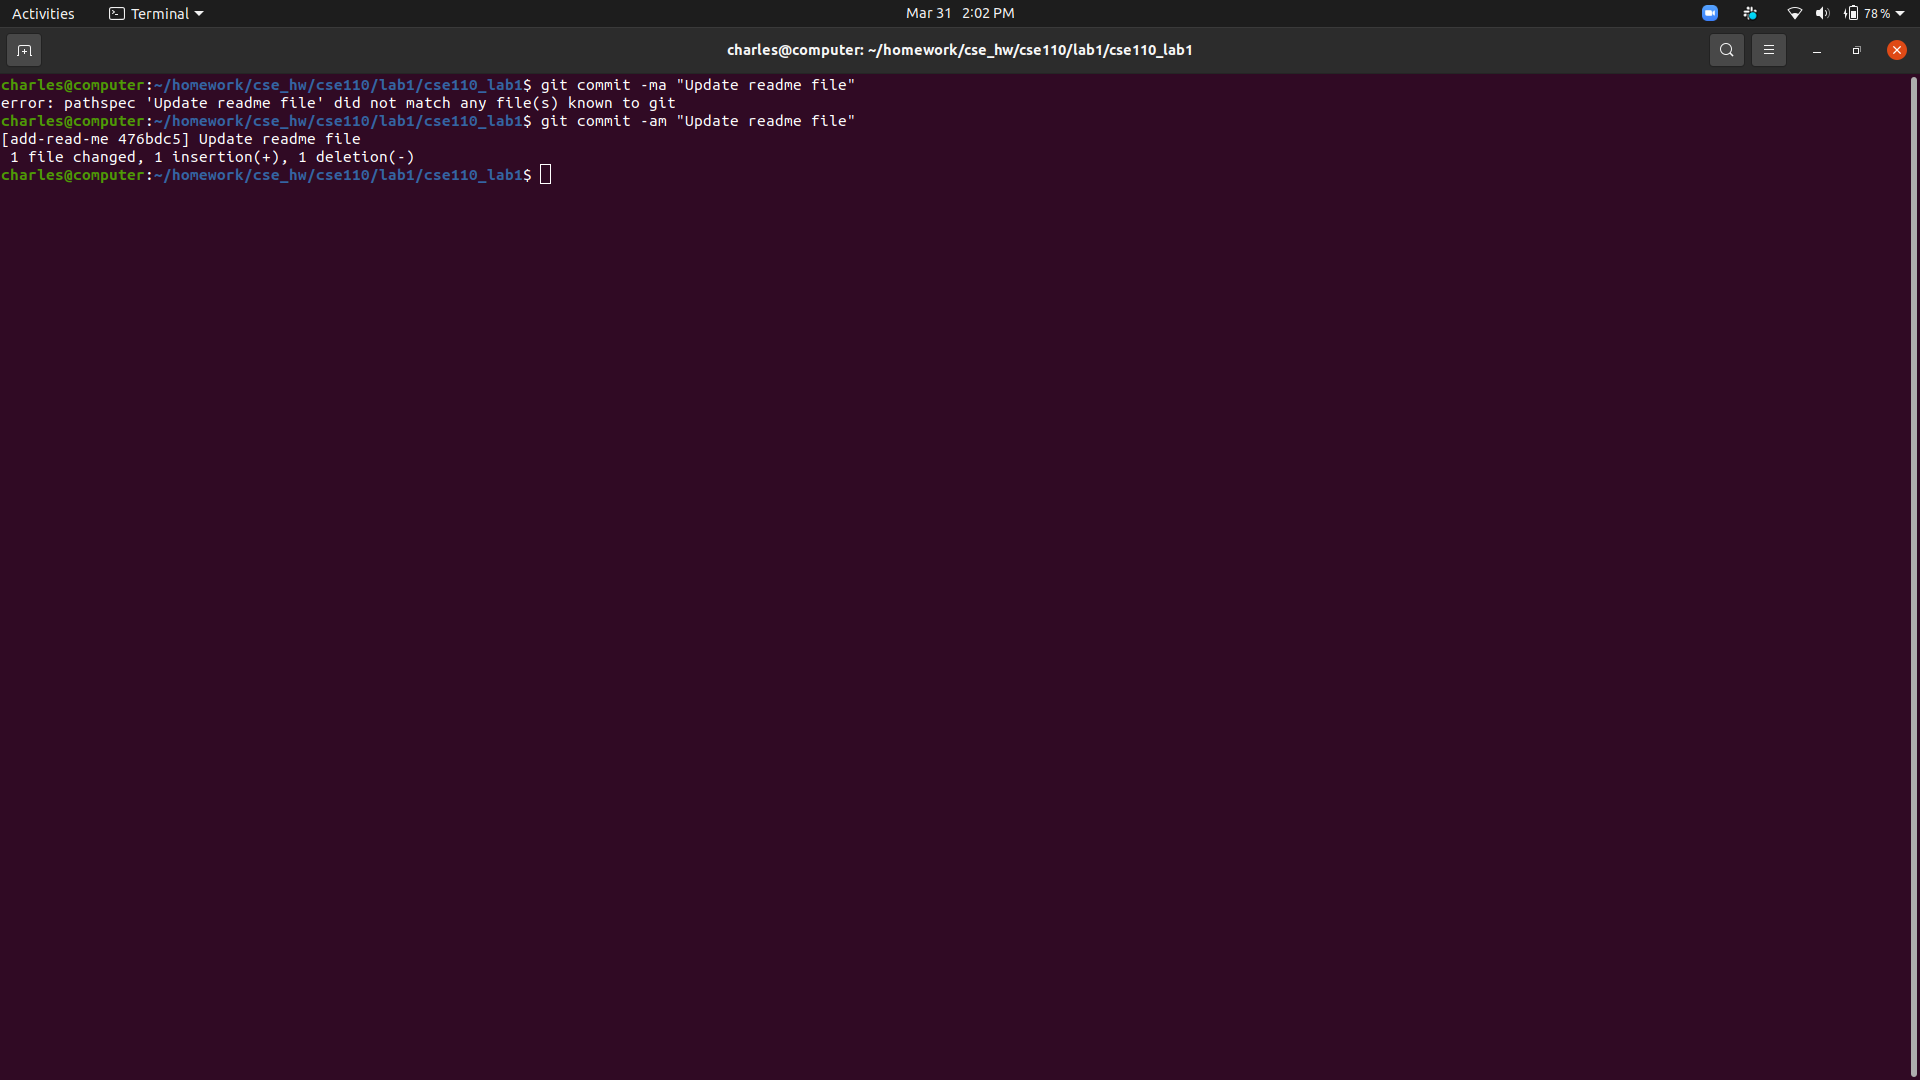 Activities Terminal Mar 31 2:02 PM 78 %
charles@computer: ~/homework/cse_hw/cse110/lab1/cse110_lab1
charles@computer:~/homework/cse_hw/cse110/lab1/cse110_lab1$ git commit -ma "Update readme file"
error: pathspec 'Update readme file' did not match any file(s) known to git
charles@computer:~/homework/cse_hw/cse110/lab1/cse110_lab1$ git commit -am "Update readme file"
[add-read-me 476bdc5] Update readme file
 1 file changed, 1 insertion(+), 1 deletion(-)
charles@computer:~/homework/cse_hw/cse110/lab1/cse110_lab1$